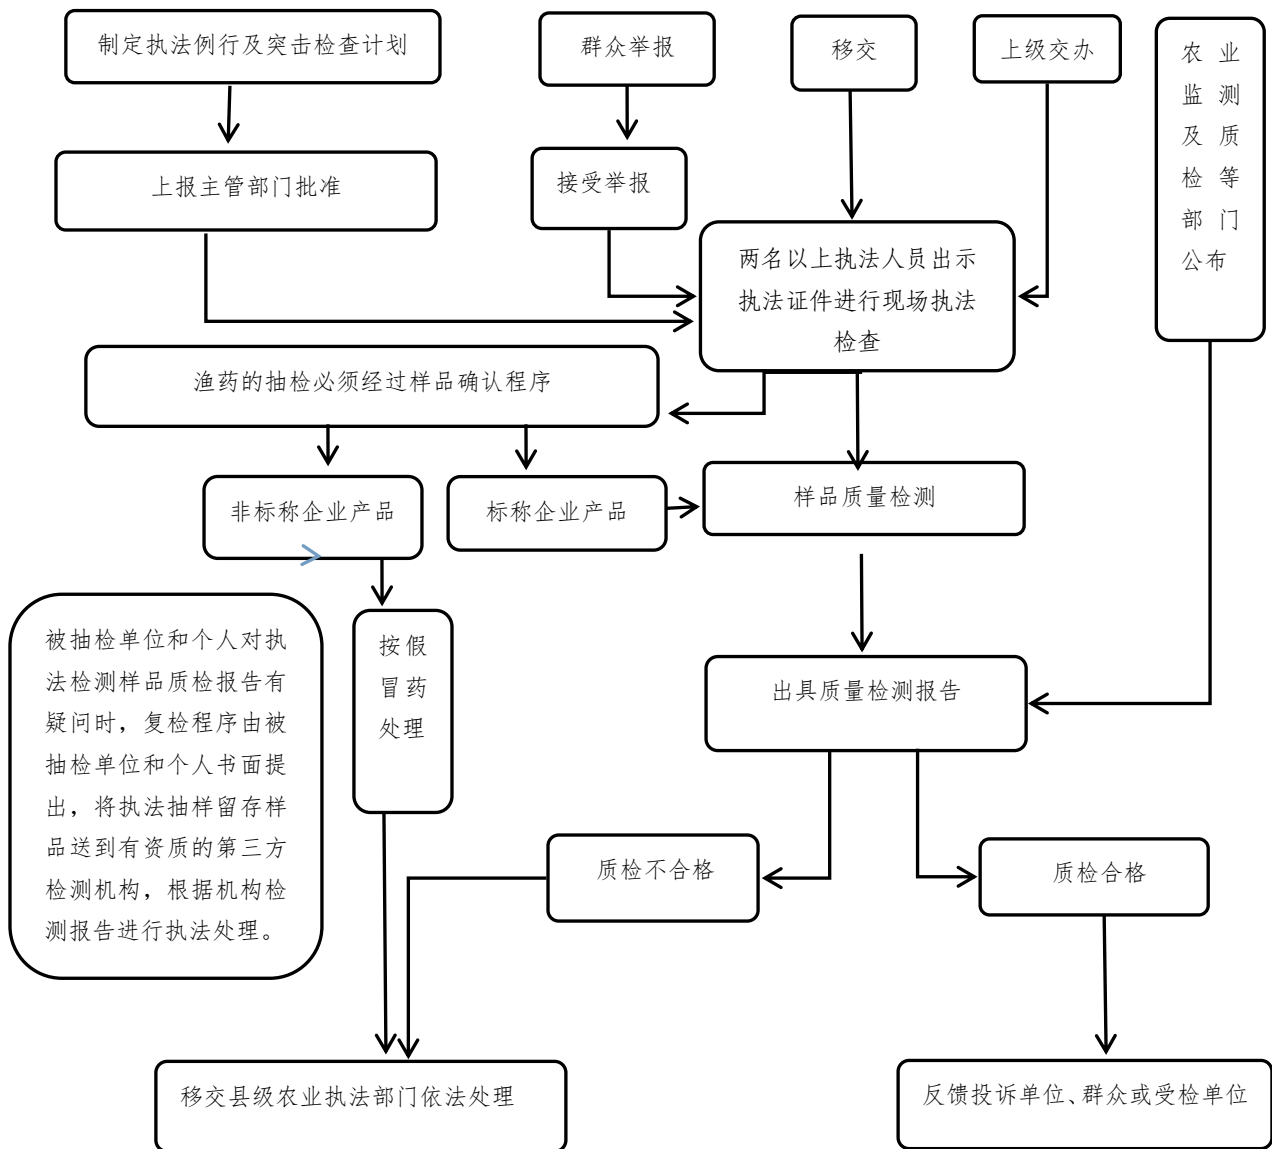 制定执法例行及突击检查计划
群众举报
移交
上级交办
农业
监测
及质
检等
部门
公布
上报主管部门批准
接受举报
两名以上执法人员出示
执法证件进行现场执法
检查
渔药的抽检必须经过样品确认程序
非标称企业产品
标称企业产品
样品质量检测
被抽检单位和个人对执
法检测样品质检报告有
疑问时，复检程序由被
抽检单位和个人书面提
出，将执法抽样留存样
品送到有资质的第三方
检测机构，根据机构检
测报告进行执法处理。
按假
冒药
处理
出具质量检测报告
质检不合格
质检合格
移交县级农业执法部门依法处理
反馈投诉单位、群众或受检单位